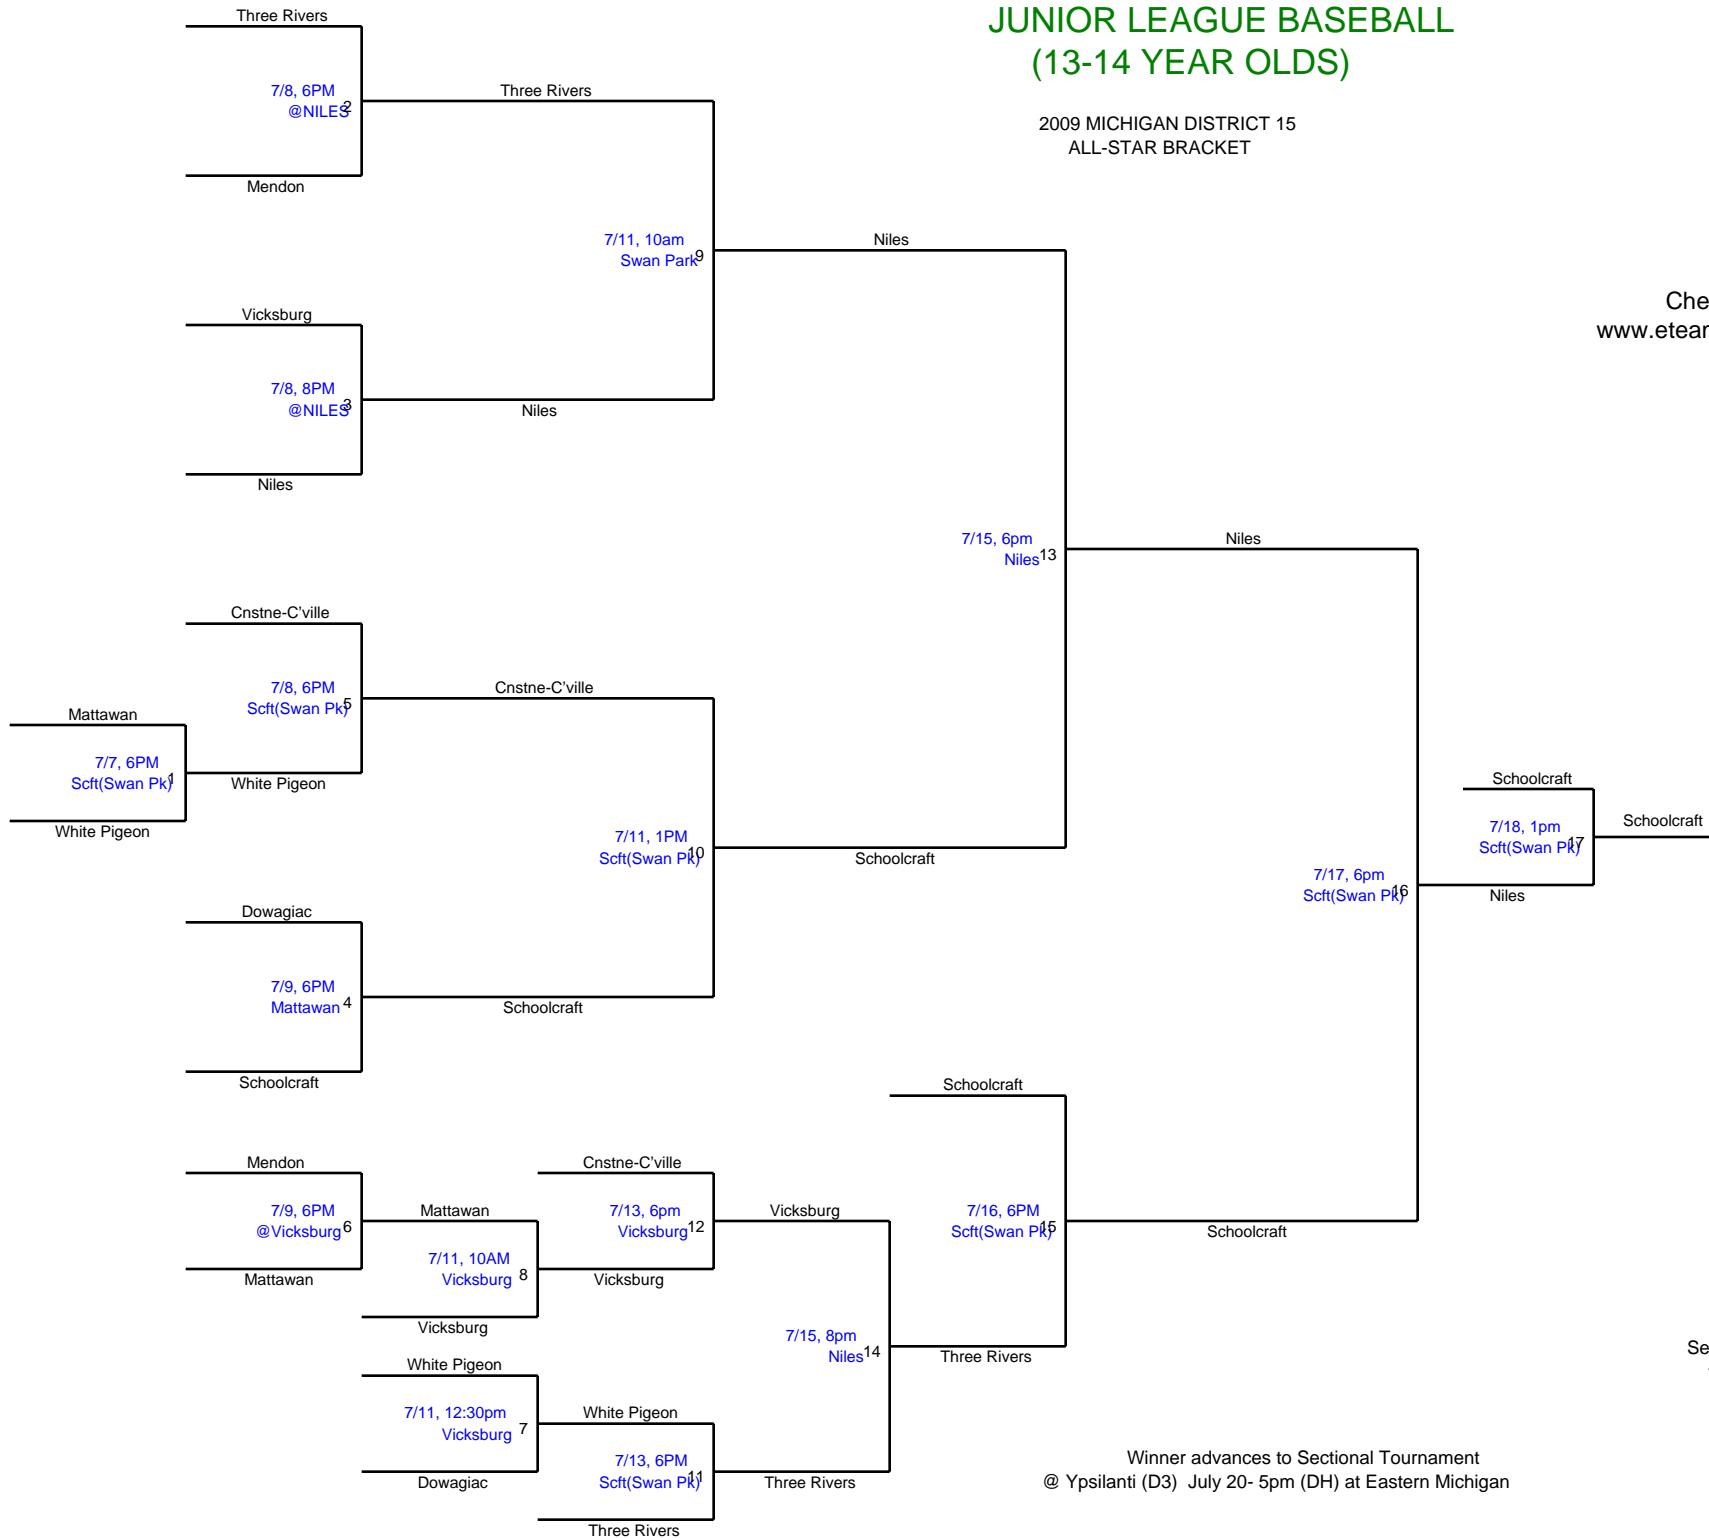 JUNIOR LEAGUE BASEBALL
(13-14 YEAR OLDS)
2009 MICHIGAN DISTRICT 15
ALL-STAR BRACKET
Three Rivers
7/8, 6PM
@NILES 2
Mendon
Three Rivers
7/11, 10am
Swan Park 9
Niles
Vicksburg
7/8, 8PM
@NILES 3
Niles
Niles
7/15, 6pm
Niles 13
Niles
Cnstne-C'ville
7/8, 6PM
Scft(Swan Pk) 5
Cnstne-C'ville
Mattawan
7/7, 6PM
Scft(Swan Pk) 1
White Pigeon
White Pigeon
7/11, 1PM
Scft(Swan Pk) 10
Schoolcraft
Dowagiac
7/9, 6PM
Mattawan 4
Schoolcraft
Schoolcraft
7/17, 6pm
Scft(Swan Pk) 16
Schoolcraft
7/18, 1pm
Scft(Swan Pk) 17
Niles
Schoolcraft
Schoolcraft
7/16, 6PM
Scft(Swan Pk) 15
Schoolcraft
Mendon
7/9, 6PM
@Vicksburg 6
Mattawan
Mattawan
7/11, 10AM
Vicksburg 8
Vicksburg
Cnstne-C'ville
7/13, 6pm
Vicksburg 12
Vicksburg
Vicksburg
7/15, 8pm
Niles 14
Three Rivers
White Pigeon
7/11, 12:30pm
Vicksburg 7
Dowagiac
White Pigeon
7/13, 6PM
Scft(Swan Pk) 11
Three Rivers
Three Rivers
Winner advances to Sectional Tournament
@ Ypsilanti (D3) July 20- 5pm (DH) at Eastern Michigan
Che
www.etear
Se